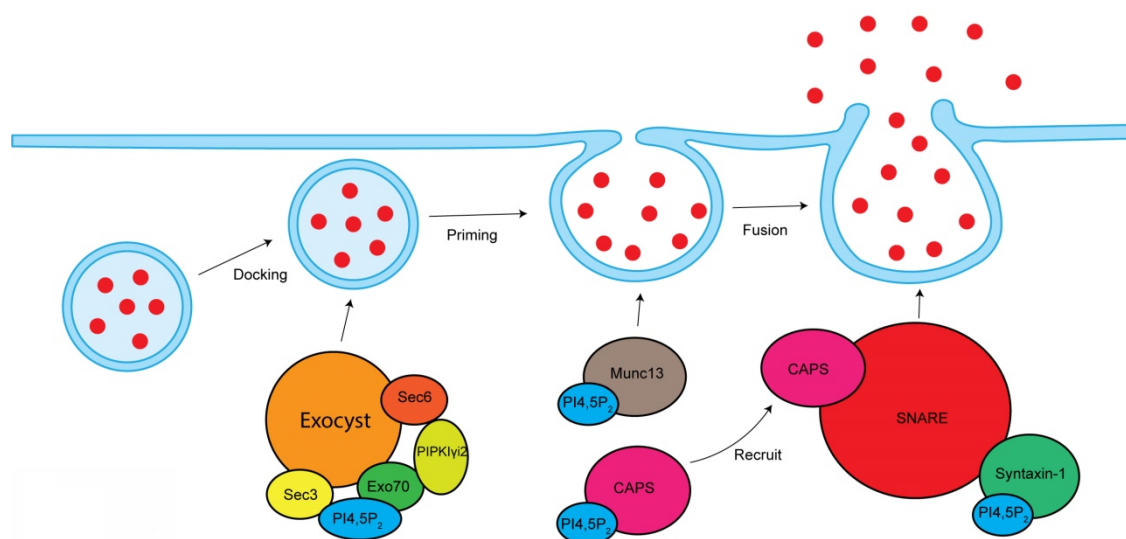 Docking
Priming
Fusion
Exocyst
Sec6
PIPKIγi2
Sec3
Exo70
PI4,5P₂
Munc13
PI4,5P₂
CAPS
PI4,5P₂
Recruit
CAPS
SNARE
Syntaxin-1
PI4,5P₂